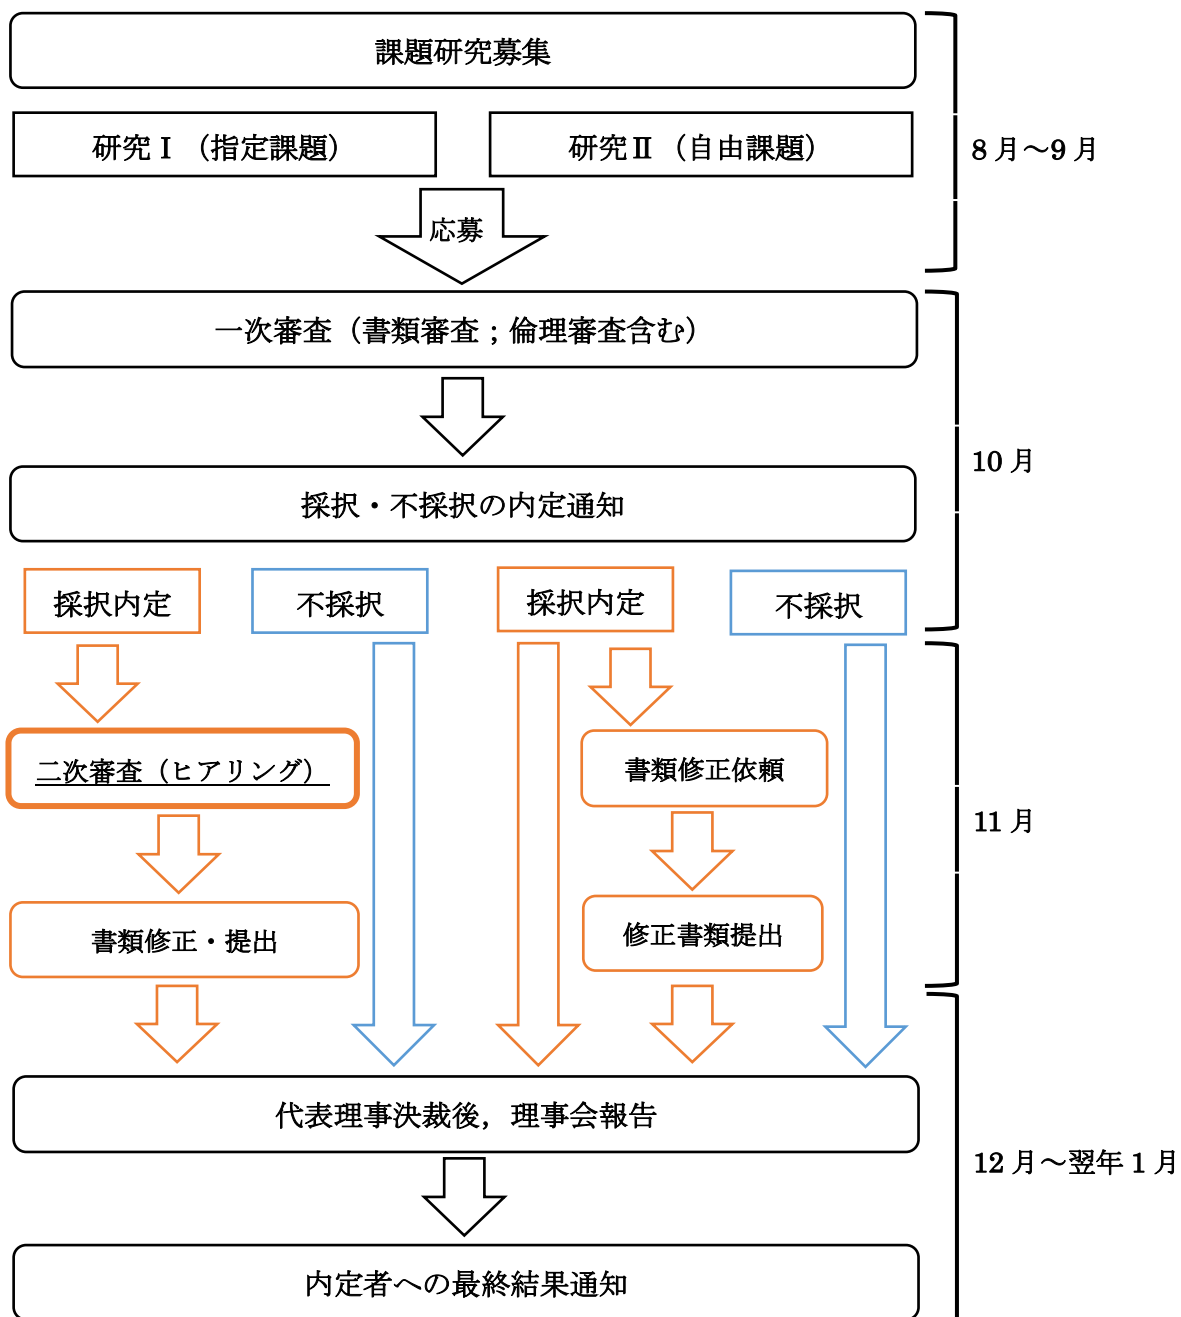 課題研究募集
研究Ⅰ（指定課題）
研究Ⅱ（自由課題）
8月～9月
応募
一次審査（書類審査；倫理審査含む）
10月
採択・不採択の内定通知
採択内定
不採択
採択内定
不採択
二次審査（ヒアリング）
書類修正依頼
11月
書類修正・提出
修正書類提出
代表理事決裁後，理事会報告
12月～翌年1月
内定者への最終結果通知